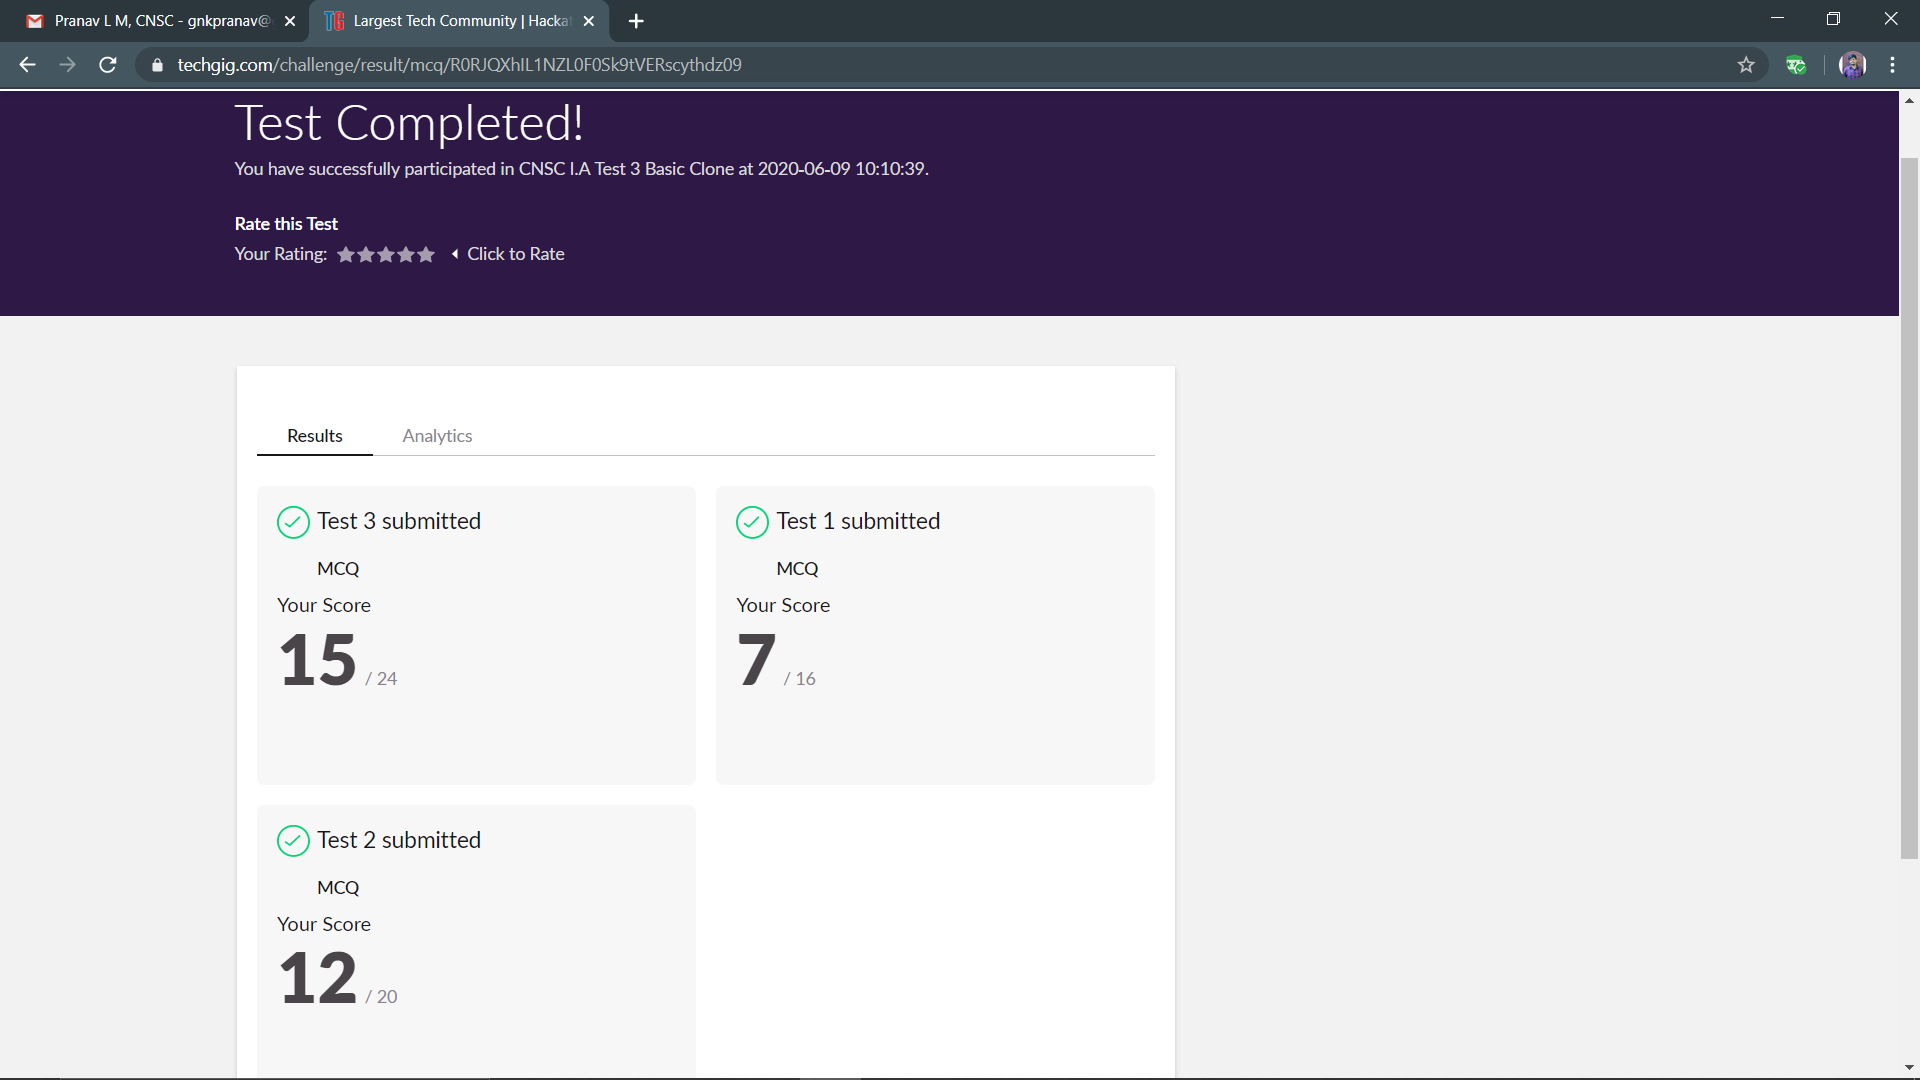 Pranav L M, CNSC - gnkpranav@
TG Largest Tech Community | Hacka
techgig.com/challenge/result/mcq/R0RJQXhIL1NZL0F0Sk9tVERscythdz09
Test Completed!
You have successfully participated in CNSC I.A Test 3 Basic Clone at 2020-06-09 10:10:39.
Rate this Test
Your Rating: Click to Rate
Results Analytics
Test 3 submitted
MCQ
Your Score
15 / 24
Test 1 submitted
MCQ
Your Score
7 / 16
Test 2 submitted
MCQ
Your Score
12 / 20